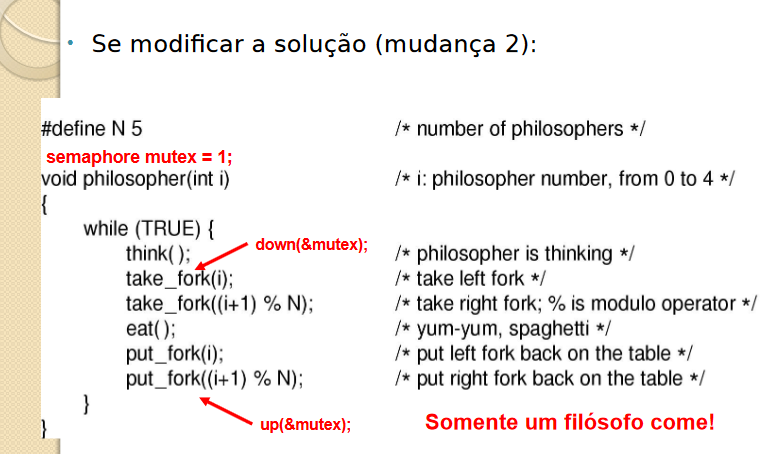 • Se modificar a solução (mudança 2):
#define N 5 /* number of philosophers */
semaphore mutex = 1;
void philosopher(int i) /* i: philosopher number, from 0 to 4 */
{
while (TRUE) {
think( ); /* philosopher is thinking */
down(&mutex);
take_fork(i); /* take left fork */
take_fork((i+1) % N); /* take right fork; % is modulo operator */
eat( ); /* yum-yum, spaghetti */
put_fork(i); /* put left fork back on the table */
put_fork((i+1) % N); /* put right fork back on the table */
}
up(&mutex);
Somente um filósofo come!
}